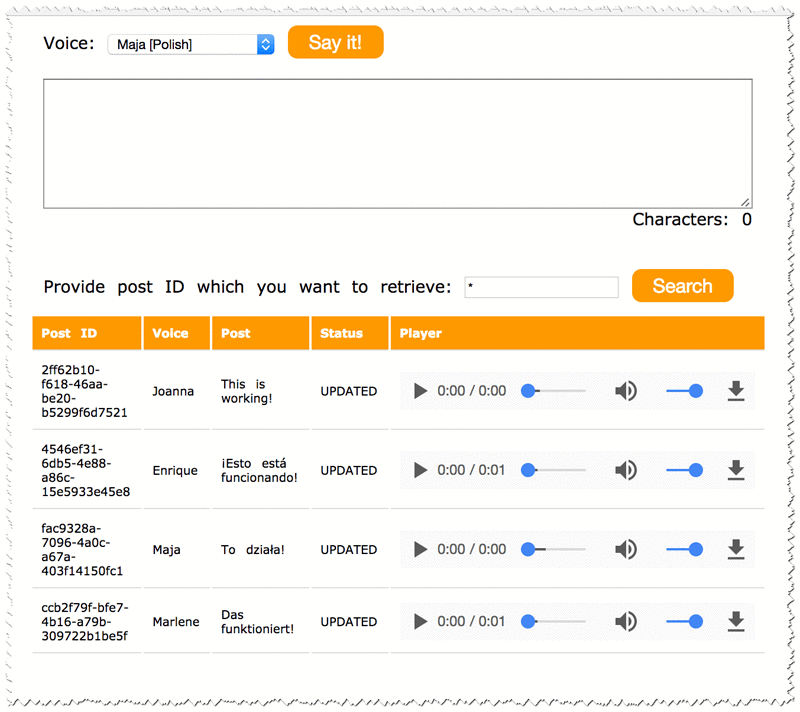 Voice: Maja [Polish] Say it!
Characters: 0
Provide post ID which you want to retrieve: * Search
Post ID Voice Post Status Player
2ff62b10-
f618-46aa-
be20-
b5299f6d7521
Joanna
This is
working!
UPDATED
0:00 / 0:00
4546ef31-
6db5-4e88-
a86c-
15e5933e45e8
Enrique
¡Esto está
funcionando!
UPDATED
0:00 / 0:01
fac9328a-
7096-4a0c-
a67a-
403f14150fc1
Maja
To działa!
UPDATED
0:00 / 0:00
ccb2f79f-bfe7-
4b16-a79b-
309722b1be5f
Marlene
Das
funktioniert!
UPDATED
0:00 / 0:01